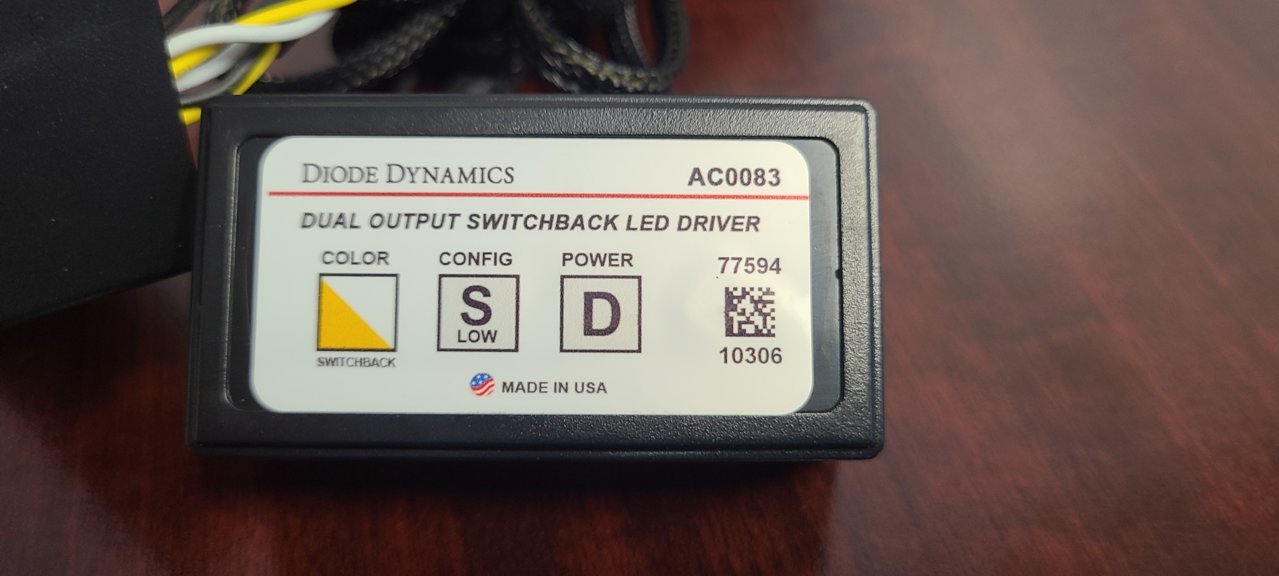 DIODE DYNAMICS AC0083
DUAL OUTPUT SWITCHBACK LED DRIVER
COLOR CONFIG POWER 77594
S
LOW
D
SWITCHBACK
10306
MADE IN USA